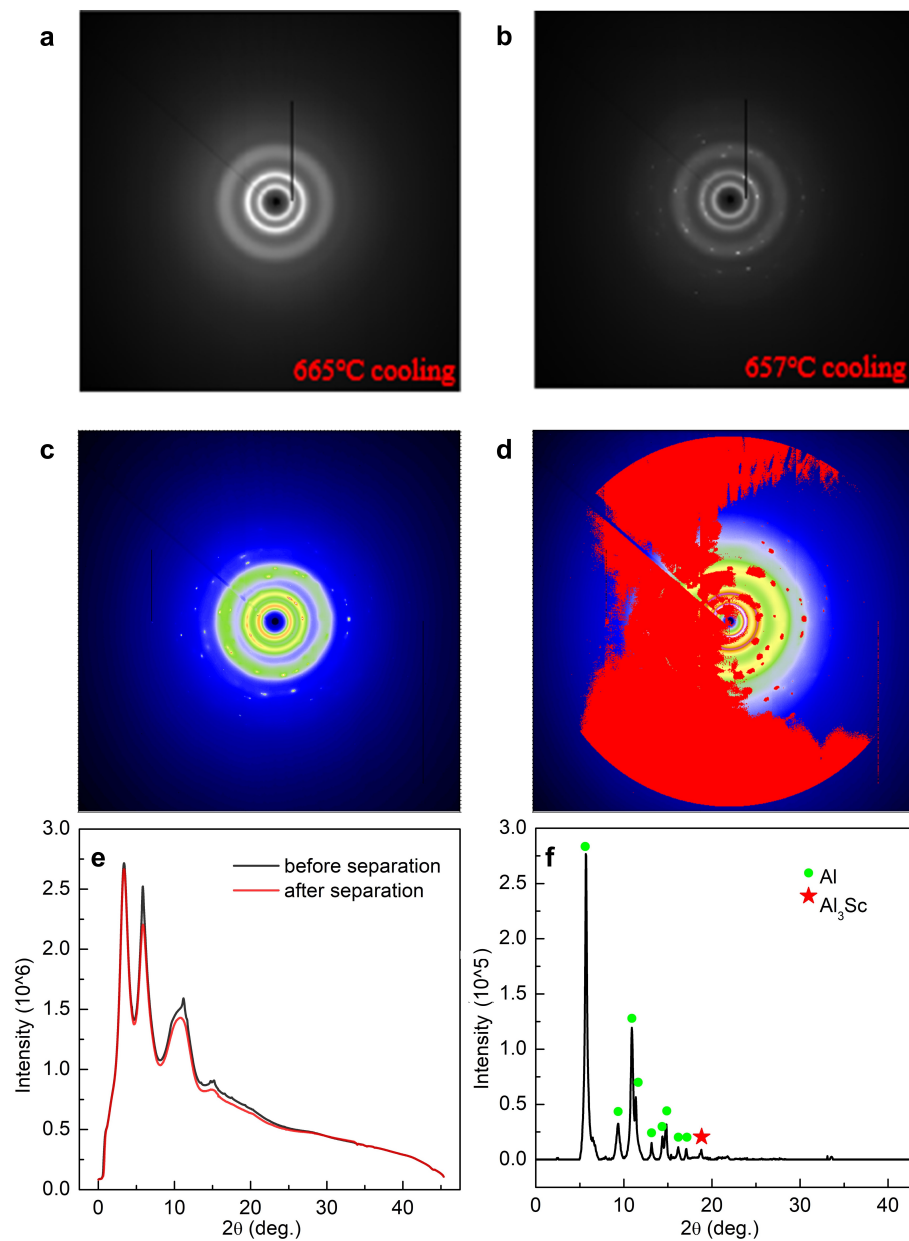 a
b
665°C cooling
657°C cooling
c
d
e
before separation
after separation
Intensity (10^6)
3.0
2.5
2.0
1.5
1.0
0.5
0.0
0
10
20
30
40
2θ (deg.)
f
Al
Al₃Sc
Intensity (10^5)
3.0
2.5
2.0
1.5
1.0
0.5
0.0
0
10
20
30
40
2θ (deg.)